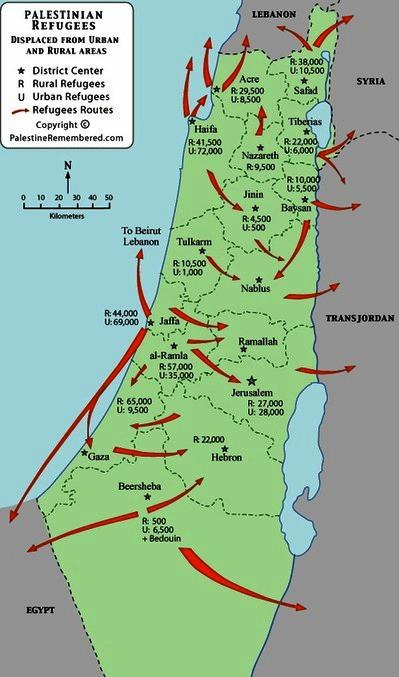 PALESTINIAN
REFUGEES
DISPLACED FROM URBAN
AND RURAL AREAS
★ District Center
R Rural Refugees
U Urban Refugees
Refugees Routes
Copyright ©
PalestineRemembered.com
N
0 10 20 30 40 50
Kilometers
LEBANON
SYRIA
TRANSJORDAN
EGYPT
Acre
R: 29,500
U: 8,500
R: 38,000
U: 10,500
Safad
Haifa
R: 41,500
U: 72,000
Tiberias
R: 22,000
U: 6,000
Nazareth
R: 9,500
R: 10,000
U: 5,500
Baysan
Jinin
R: 4,500
U: 500
To Beirut
Lebanon
Tulkarm
R: 10,500
U: 1,000
Nablus
R: 44,000
U: 69,000
Jaffa
al-Ramla
R: 57,000
U: 35,000
Ramallah
Jerusalem
R: 27,000
U: 28,000
R: 65,000
U: 9,500
Gaza
R: 22,000
Hebron
Beersheba
R: 500
U: 6,500
+ Bedouin